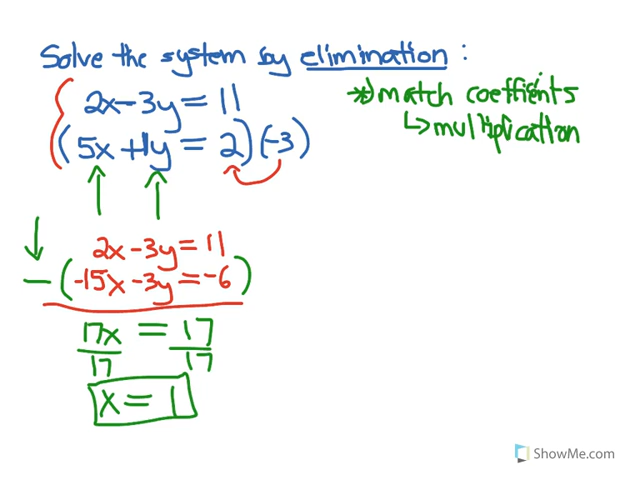 Solve the system by elimination:
2x - 3y = 11
(5x + 1y = 2)(-3)
*) match coeffients
↳ multiplication
2x - 3y = 11
- (-15x - 3y = -6)
17x = 17
17 17
x = 1
ShowMe.com